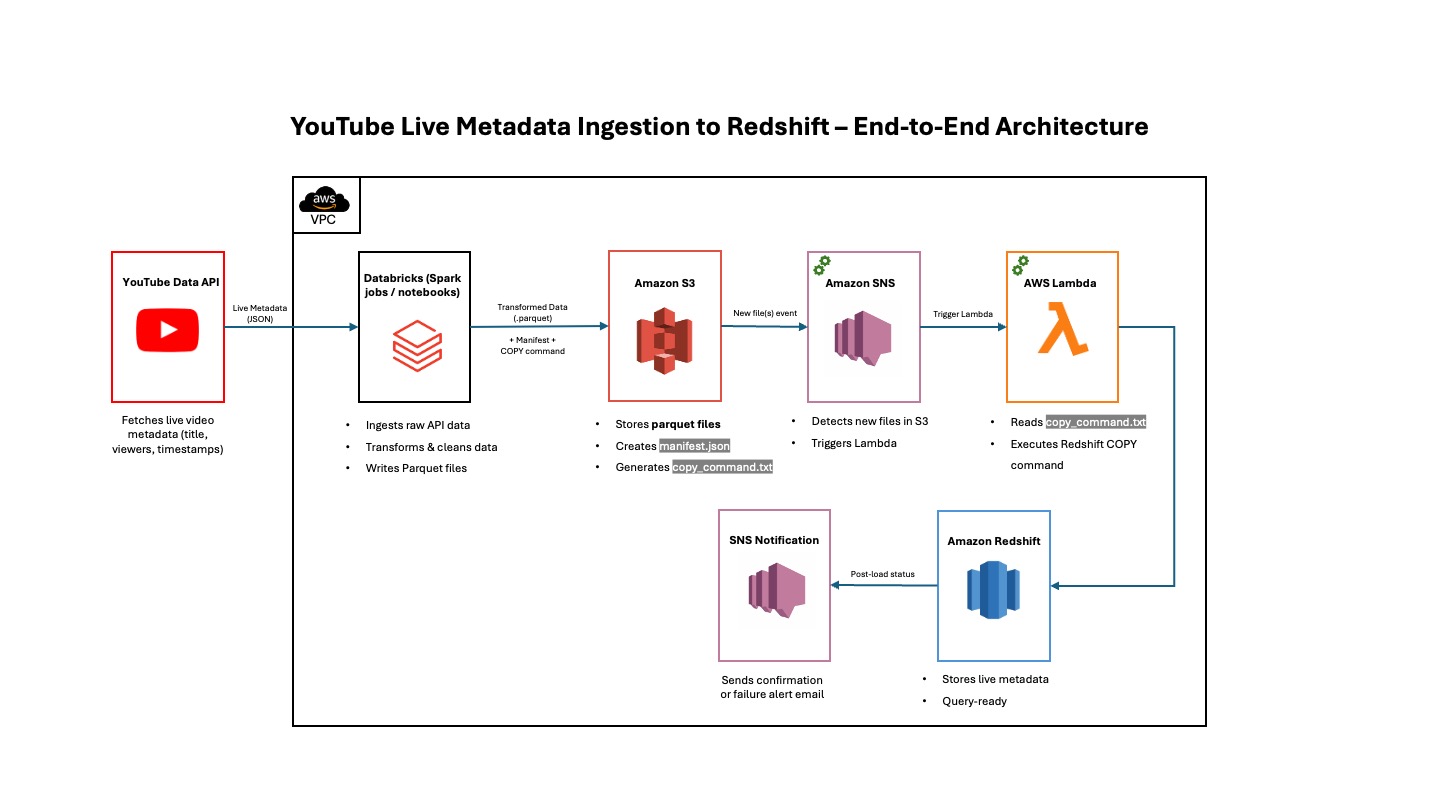 YouTube Live Metadata Ingestion to Redshift – End-to-End Architecture
aws
VPC
YouTube Data API
Live Metadata
(JSON)
Fetches live video
metadata (title,
viewers, timestamps)
Databricks (Spark
jobs / notebooks)
• Ingests raw API data
• Transforms & cleans data
• Writes Parquet files
Transformed Data
(.parquet)
+ Manifest +
COPY command
Amazon S3
• Stores parquet files
• Creates manifest.json
• Generates copy_command.txt
New file(s) event
Amazon SNS
• Detects new files in S3
• Triggers Lambda
Trigger Lambda
AWS Lambda
• Reads copy_command.txt
• Executes Redshift COPY
command
Amazon Redshift
• Stores live metadata
• Query-ready
Post-load status
SNS Notification
Sends confirmation
or failure alert email